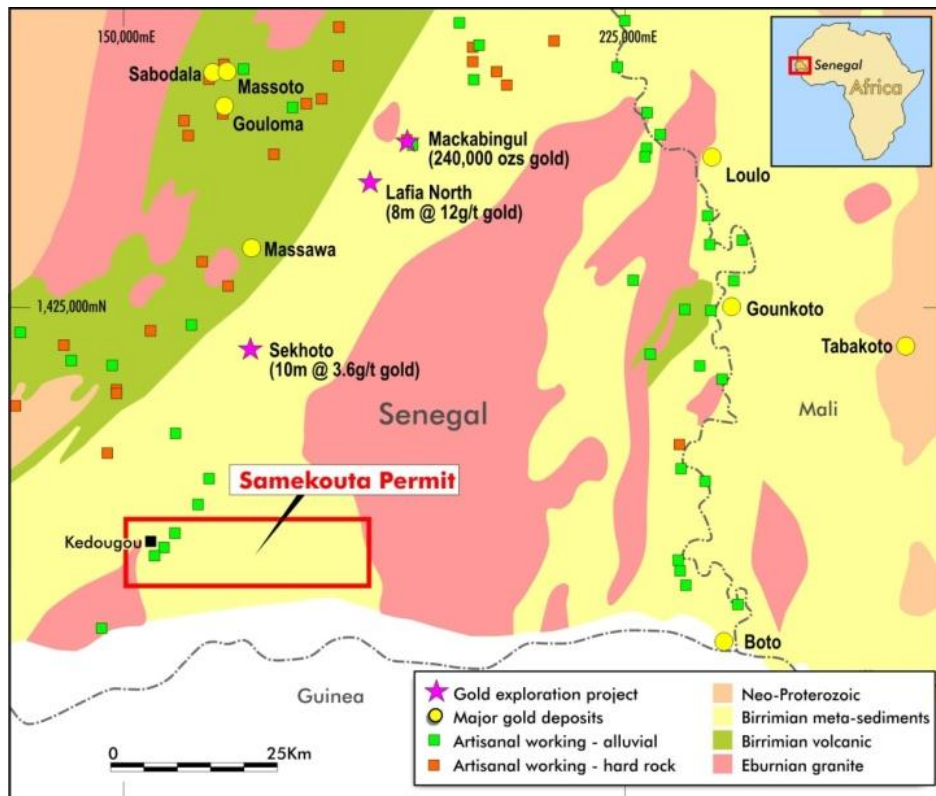 150,000mE
225,000mE
Senegal
Africa
Sabodala
Massoto
Gouloma
Mackabingul
(240,000 ozs gold)
Loulo
Lafia North
(8m @ 12g/t gold)
Massawa
1,425,000mN
Gounkoto
Sekhoto
(10m @ 3.6g/t gold)
Tabakoto
Senegal
Mali
Samekouta Permit
Kedougou
Boto
Guinea
Gold exploration project
Major gold deposits
Artisanal working - alluvial
Artisanal working - hard rock
Neo-Proterozoic
Birrimian meta-sediments
Birrimian volcanic
Eburnian granite
0
25Km